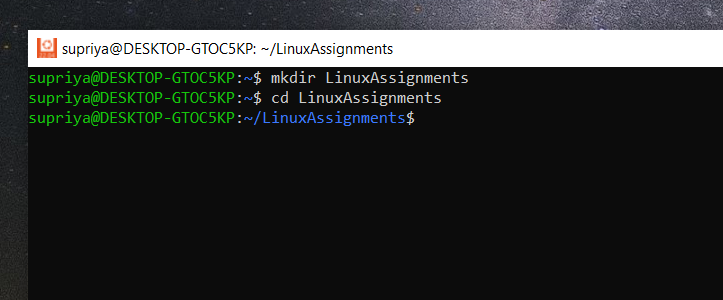 supriya@DESKTOP-GTOC5KP: ~/LinuxAssignments
supriya@DESKTOP-GTOC5KP:~$ mkdir LinuxAssignments
supriya@DESKTOP-GTOC5KP:~$ cd LinuxAssignments
supriya@DESKTOP-GTOC5KP:~/LinuxAssignments$